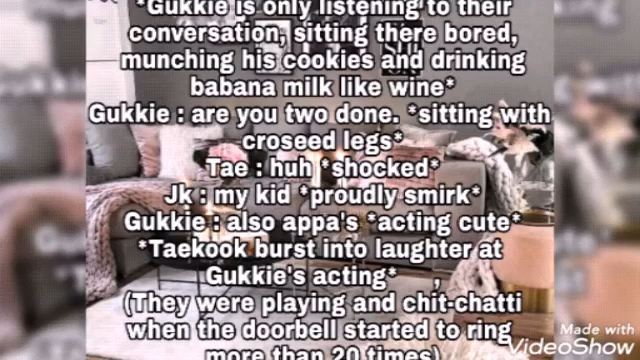 *Gukkie is only listening to their
conversation, sitting there bored,
munching his cookies and drinking
babana milk like wine*
Gukkie : are you two done. *sitting with
croseed legs*
Tae : huh *shocked*
Jk : my kid *proudly smirk*
Gukkie : also appa's *acting cute*
*Taekook burst into laughter at
Gukkie's acting* ,
(They were playing and chit-chatti
when the doorbell started to ring
more than 20 times)
Made with
VideoShow